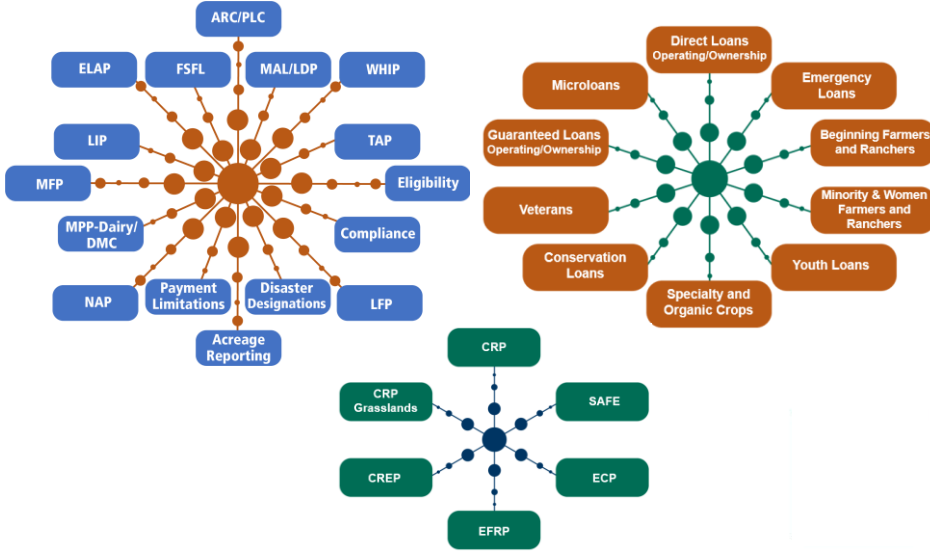 ARC/PLC
ELAP
FSFL
MAL/LDP
WHIP
LIP
TAP
MFP
Eligibility
MPP-Dairy/
DMC
Compliance
NAP
Payment
Limitations
Disaster
Designations
LFP
Acreage
Reporting
Direct Loans
Operating/Ownership
Microloans
Emergency
Loans
Guaranteed Loans
Operating/Ownership
Beginning Farmers
and Ranchers
Veterans
Minority & Women
Farmers and
Ranchers
Conservation
Loans
Youth Loans
Specialty and
Organic Crops
CRP
CRP
Grasslands
SAFE
CREP
ECP
EFRP